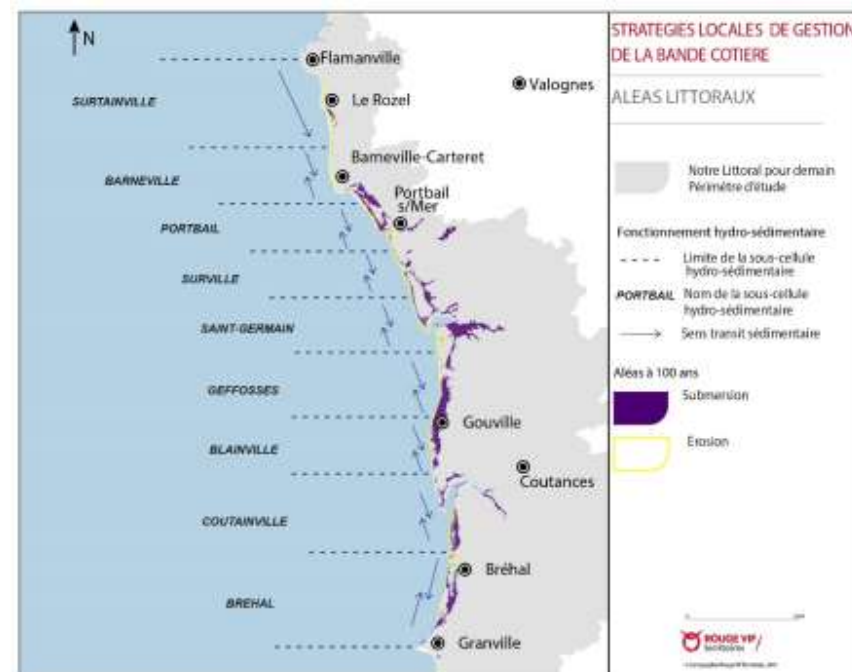 N
Flamanville
Valognes
SURTAINVILLE
Le Rozel
Barneville-Carteret
BARNEVILLE
Portbail
s/Mer
PORTBAIL
SURVILLE
SAINT-GERMAIN
GEFFOSSES
Gouville
BLAINVILLE
Coutances
COUTAINVILLE
Bréhal
BREHAL
Granville
STRATEGIES LOCALES DE GESTION
DE LA BANDE COTIERE
ALEAS LITTORAUX
Notre Littoral pour demain
Périmètre d'étude
Fonctionnement hydro-sédimentaire
Limite de la sous-cellule
hydro-sédimentaire
PORTBAIL Nom de la sous-cellule
hydro-sédimentaire
Sens transit sédimentaire
Aléas à 100 ans
Submersion
Erosion
ROUGE VIF
territoires